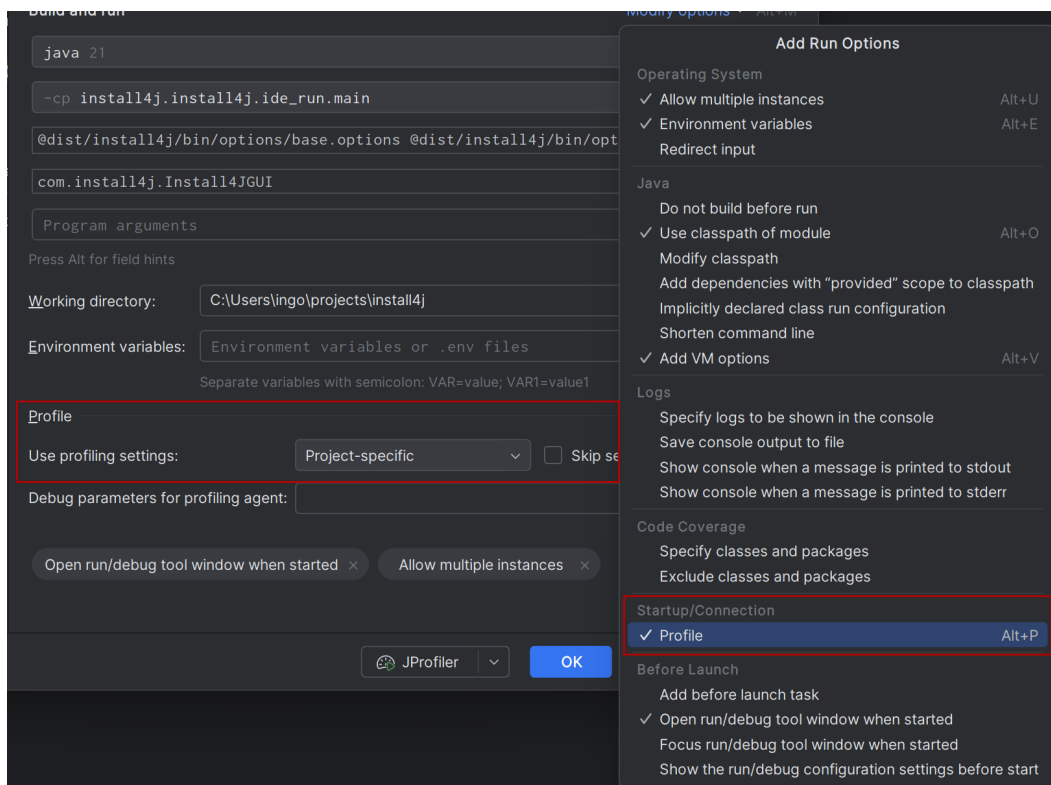 Build and run
Modify options Alt+M
java 21
-cp install4j.install4j.ide_run.main
@dist/install4j/bin/options/base.options @dist/install4j/bin/opt
com.install4j.Install4JGUI
Program arguments
Press Alt for field hints
Working directory: C:\Users\ingo\projects\install4j
Environment variables: Environment variables or .env files
Separate variables with semicolon: VAR=value; VAR1=value1
Profile
Use profiling settings: Project-specific Skip se
Debug parameters for profiling agent:
Open run/debug tool window when started × Allow multiple instances ×
JProfiler OK
Add Run Options
Operating System
Allow multiple instances Alt+U
Environment variables Alt+E
Redirect input
Java
Do not build before run
Use classpath of module Alt+O
Modify classpath
Add dependencies with “provided” scope to classpath
Implicitly declared class run configuration
Shorten command line
Add VM options Alt+V
Logs
Specify logs to be shown in the console
Save console output to file
Show console when a message is printed to stdout
Show console when a message is printed to stderr
Code Coverage
Specify classes and packages
Exclude classes and packages
Startup/Connection
Profile Alt+P
Before Launch
Add before launch task
Open run/debug tool window when started
Focus run/debug tool window when started
Show the run/debug configuration settings before start